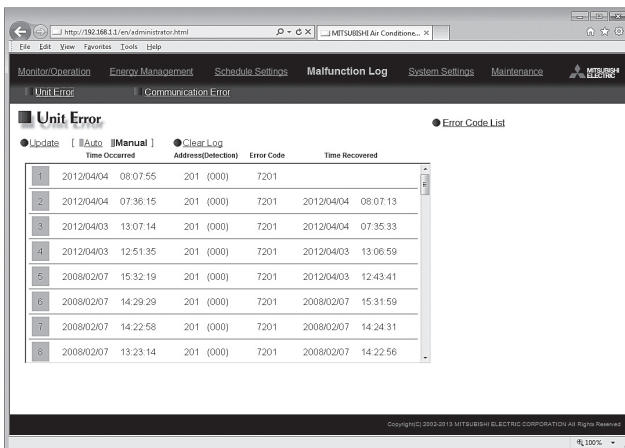 http://192.168.1.1/en/administrator.html
MITSUBISHI Air Conditione...
File Edit View Favorites Tools Help
Monitor/Operation Energy Management Schedule Settings Malfunction Log System Settings Maintenance MITSUBISHI ELECTRIC
Unit Error Communication Error
Unit Error
Error Code List
Update [ Auto Manual ] Clear Log
Time Occurred Address(Detection) Error Code Time Recovered
1 2012/04/04 08:07:55 201 (000) 7201
2 2012/04/04 07:36:15 201 (000) 7201 2012/04/04 08:07:13
3 2012/04/03 13:07:14 201 (000) 7201 2012/04/04 07:35:33
4 2012/04/03 12:51:35 201 (000) 7201 2012/04/03 13:06:59
5 2008/02/07 15:32:19 201 (000) 7201 2012/04/03 12:43:41
6 2008/02/07 14:29:29 201 (000) 7201 2008/02/07 15:31:59
7 2008/02/07 14:22:58 201 (000) 7201 2008/02/07 14:24:31
8 2008/02/07 13:23:14 201 (000) 7201 2008/02/07 14:22:56
Copyright(C) 2002-2013 MITSUBISHI ELECTRIC CORPORATION All Rights Reserved
100%